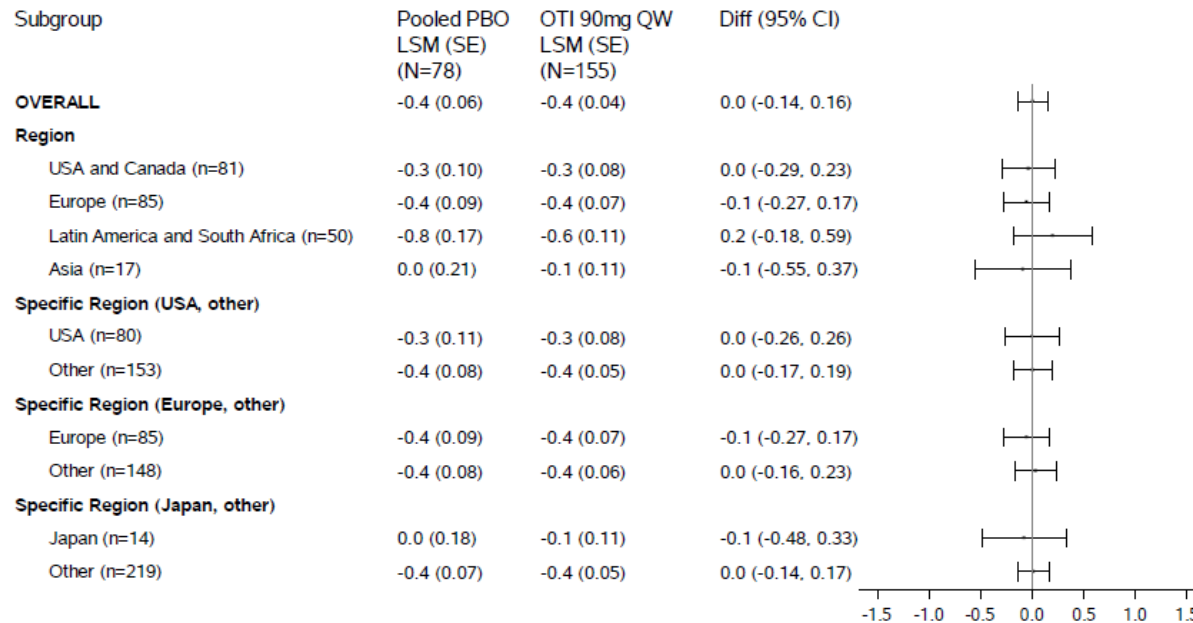 Subgroup Pooled PBO OTI 90mg QW Diff (95% CI)
LSM (SE) LSM (SE)
(N=78) (N=155)
OVERALL -0.4 (0.06) -0.4 (0.04) 0.0 (-0.14, 0.16)
Region
USA and Canada (n=81) -0.3 (0.10) -0.3 (0.08) 0.0 (-0.29, 0.23)
Europe (n=85) -0.4 (0.09) -0.4 (0.07) -0.1 (-0.27, 0.17)
Latin America and South Africa (n=50) -0.8 (0.17) -0.6 (0.11) 0.2 (-0.18, 0.59)
Asia (n=17) 0.0 (0.21) -0.1 (0.11) -0.1 (-0.55, 0.37)
Specific Region (USA, other)
USA (n=80) -0.3 (0.11) -0.3 (0.08) 0.0 (-0.26, 0.26)
Other (n=153) -0.4 (0.08) -0.4 (0.05) 0.0 (-0.17, 0.19)
Specific Region (Europe, other)
Europe (n=85) -0.4 (0.09) -0.4 (0.07) -0.1 (-0.27, 0.17)
Other (n=148) -0.4 (0.08) -0.4 (0.06) 0.0 (-0.16, 0.23)
Specific Region (Japan, other)
Japan (n=14) 0.0 (0.18) -0.1 (0.11) -0.1 (-0.48, 0.33)
Other (n=219) -0.4 (0.07) -0.4 (0.05) 0.0 (-0.14, 0.17)
-1.5 -1.0 -0.5 0.0 0.5 1.0 1.5